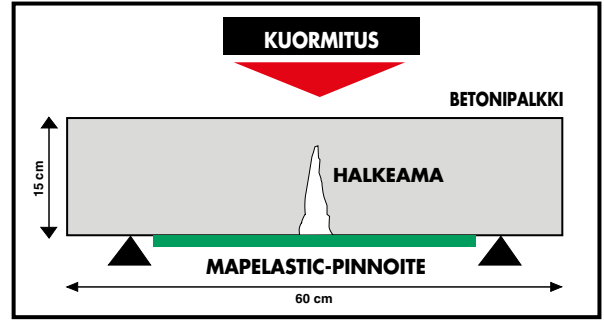 KUORMITUS
BETONIPALKKI
15 cm
HALKEAMA
MAPELASTIC-PINNOITE
60 cm